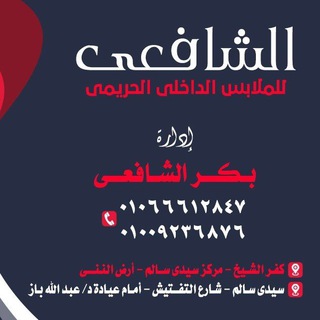 الشافعى
للملابس الداخلى الحريمى
إدارة
بكر الشافعى
٠١٠٦٦٦١٢٨٤٧
٠١٠٠٩٢٣٦٨٧٦
كفر الشيخ - مركز سيدى سالم - أرض الننى
سيدى سالم - شارع التفتيش - أمام عيادة د/ عبد الله باز